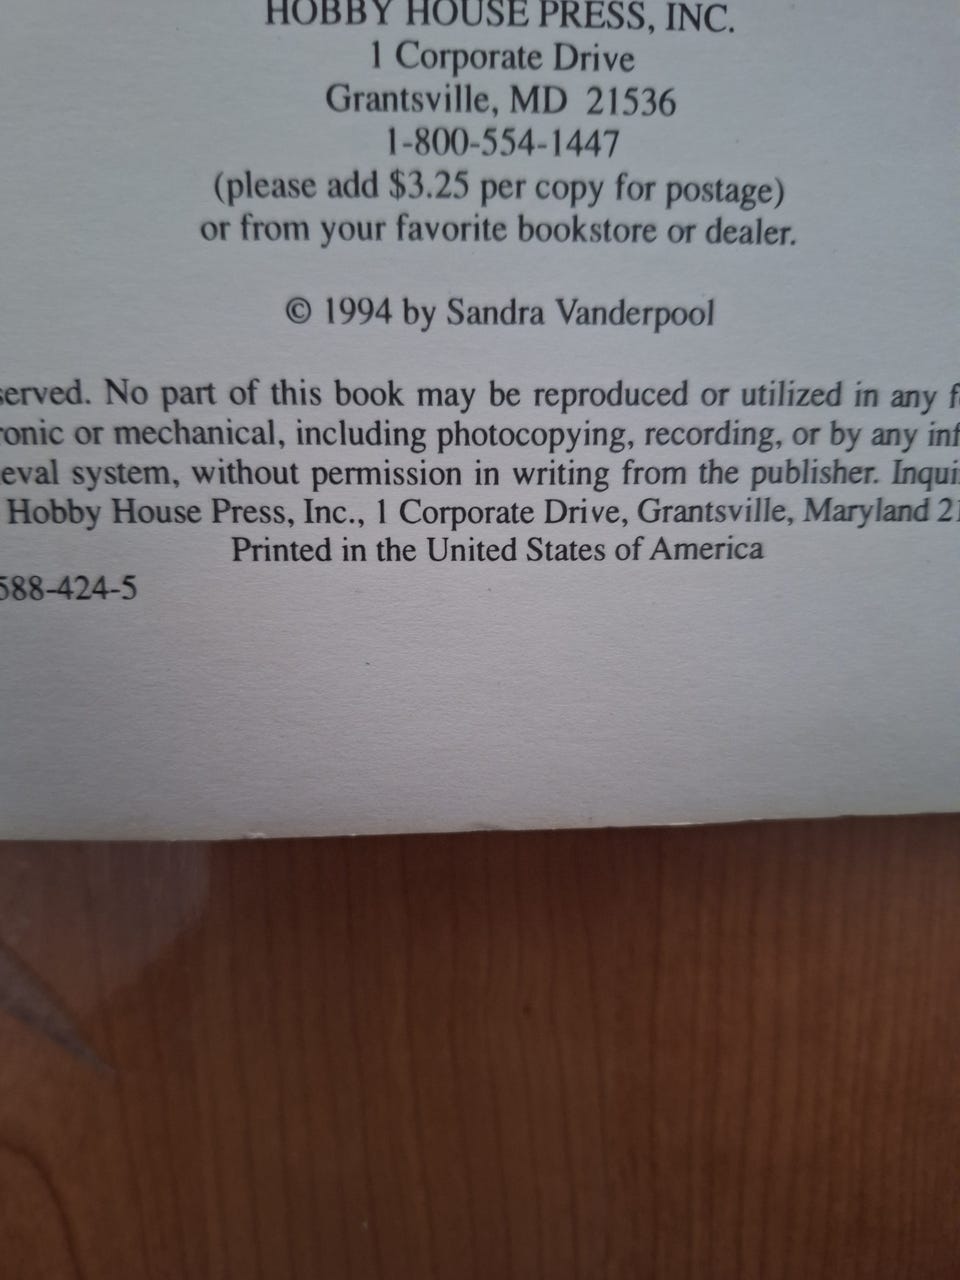 HOBBY HOUSE PRESS, INC.
1 Corporate Drive
Grantsville, MD 21536
1-800-554-1447
(please add $3.25 per copy for postage)
or from your favorite bookstore or dealer.
© 1994 by Sandra Vanderpool
served. No part of this book may be reproduced or utilized in any f
ronic or mechanical, including photocopying, recording, or by any inf
eval system, without permission in writing from the publisher. Inqui
Hobby House Press, Inc., 1 Corporate Drive, Grantsville, Maryland 21
Printed in the United States of America
588-424-5